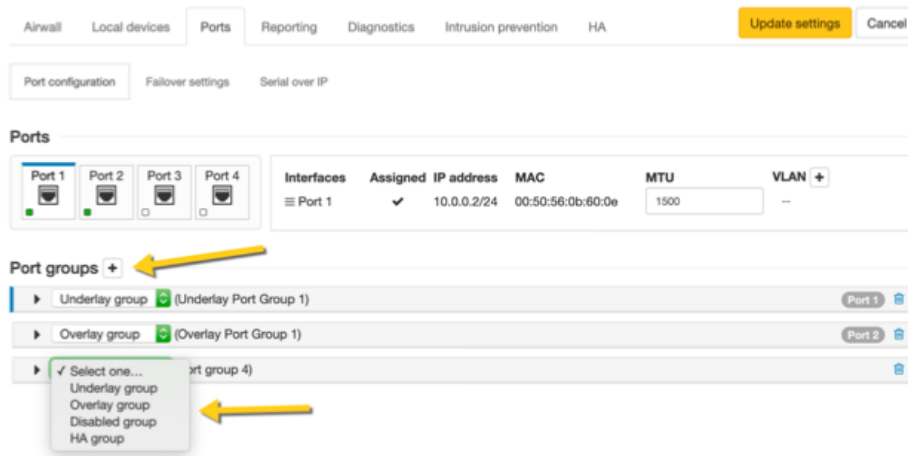 Airwall Local devices Ports Reporting Diagnostics Intrusion prevention HA Update settings Cancel
Port configuration Failover settings Serial over IP
Ports
Port 1 Port 2 Port 3 Port 4
Interfaces Assigned IP address MAC MTU VLAN +
Port 1 ✔ 10.0.0.2/24 00:50:56:0b:60:0e 1500 --
Port groups +
Underlay group (Underlay Port Group 1) Port 1
Overlay group (Overlay Port Group 1) Port 2
✓ Select one... ort group 4)
Underlay group
Overlay group
Disabled group
HA group